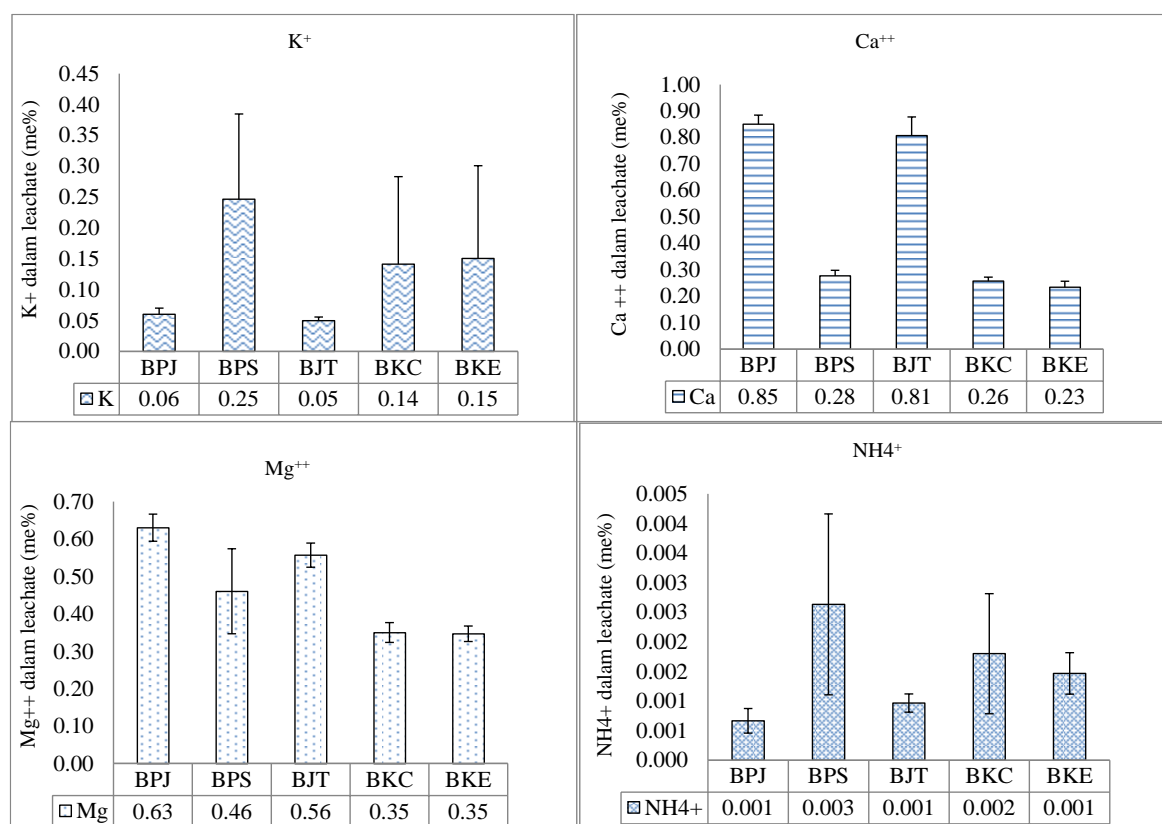 K+
K+ dalam leachate (me%)
0.45
0.40
0.35
0.30
0.25
0.20
0.15
0.10
0.05
0.00
BPJ BPS BJT BKC BKE
K 0.06 0.25 0.05 0.14 0.15
Ca++
Ca ++ dalam leachate (me%)
1.00
0.90
0.80
0.70
0.60
0.50
0.40
0.30
0.20
0.10
0.00
BPJ BPS BJT BKC BKE
Ca 0.85 0.28 0.81 0.26 0.23
Mg++
Mg++ dalam leachate (me%)
0.70
0.60
0.50
0.40
0.30
0.20
0.10
0.00
BPJ BPS BJT BKC BKE
Mg 0.63 0.46 0.56 0.35 0.35
NH4+
NH4+ dalam leachate (me%)
0.005
0.004
0.004
0.003
0.003
0.002
0.002
0.001
0.001
0.000
BPJ BPS BJT BKC BKE
NH4+ 0.001 0.003 0.001 0.002 0.001